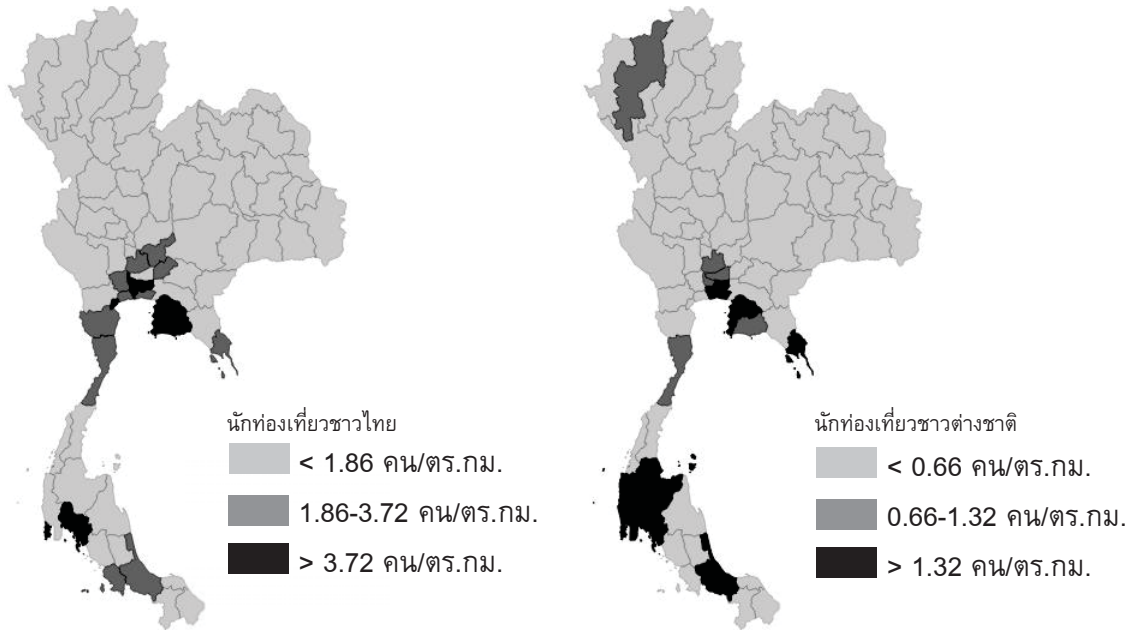 นักท่องเที่ยวชาวไทย
< 1.86 คน/ตร.กม.
1.86-3.72 คน/ตร.กม.
> 3.72 คน/ตร.กม.
นักท่องเที่ยวชาวต่างชาติ
< 0.66 คน/ตร.กม.
0.66-1.32 คน/ตร.กม.
> 1.32 คน/ตร.กม.